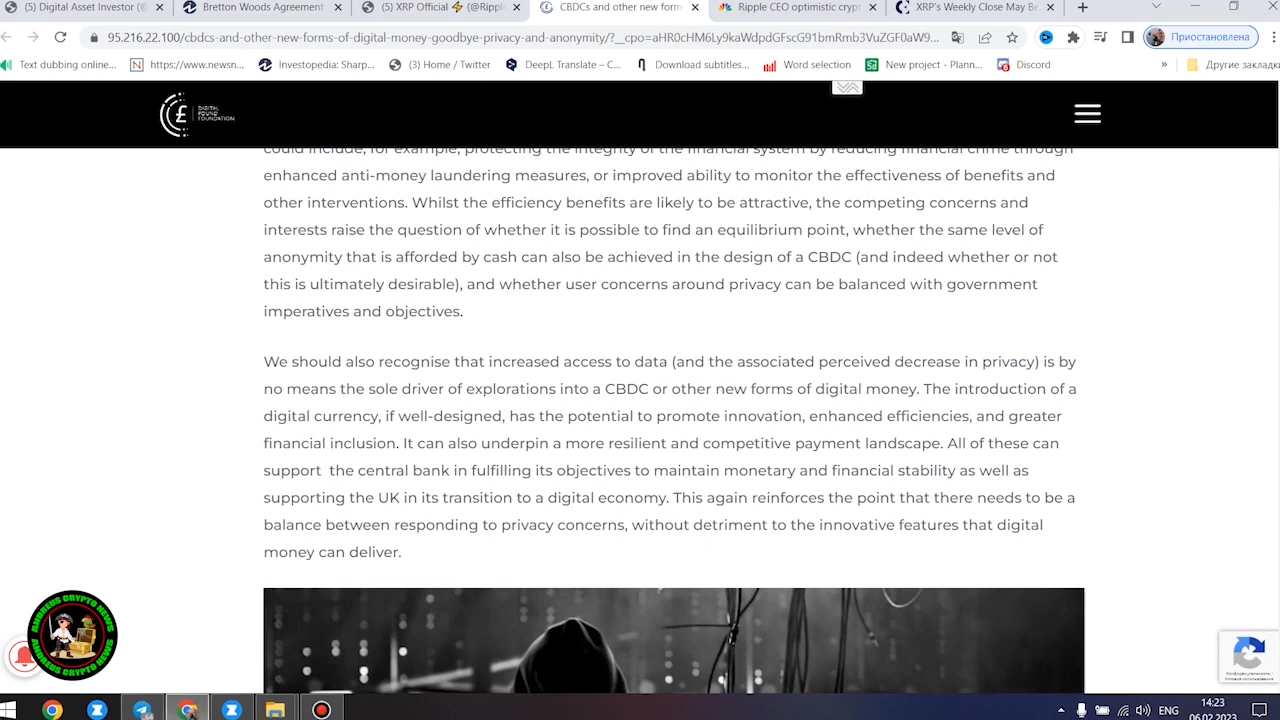 (5) Digital Asset Investor (@
Bretton Woods Agreement
(5) XRP Official⚡(@Rippl
CBDCs and other new form
Ripple CEO optimistic crypt
XRP's Weekly Close May Be
95.216.22.100/cbdcs-and-other-new-forms-of-digital-money-goodbye-privacy-and-anonymity/?__cpo=aHR0cHM6Ly9kaWdpdGFscG91bmRmb3VuZGF0aW9...
Приостановлена
Text dubbing online...
https://www.newsn...
Investopedia: Sharp...
(3) Home / Twitter
DeepL Translate – C...
Download subtitles...
Word selection
New project - Plann...
Discord
»
Другие закладки
DIGITAL
POUND
FOUNDATION
could include, for example, protecting the integrity of the financial system by reducing financial crime through
enhanced anti-money laundering measures, or improved ability to monitor the effectiveness of benefits and
other interventions. Whilst the efficiency benefits are likely to be attractive, the competing concerns and
interests raise the question of whether it is possible to find an equilibrium point, whether the same level of
anonymity that is afforded by cash can also be achieved in the design of a CBDC (and indeed whether or not
this is ultimately desirable), and whether user concerns around privacy can be balanced with government
imperatives and objectives.
We should also recognise that increased access to data (and the associated perceived decrease in privacy) is by
no means the sole driver of explorations into a CBDC or other new forms of digital money. The introduction of a
digital currency, if well-designed, has the potential to promote innovation, enhanced efficiencies, and greater
financial inclusion. It can also underpin a more resilient and competitive payment landscape. All of these can
support the central bank in fulfilling its objectives to maintain monetary and financial stability as well as
supporting the UK in its transition to a digital economy. This again reinforces the point that there needs to be a
balance between responding to privacy concerns, without detriment to the innovative features that digital
money can deliver.
ANDREUS CRYPTO NEWS
ANDREUS CRYPTO NEWS
Конфиденциальность -
Условия использования
ENG
14:23
06.02.2023